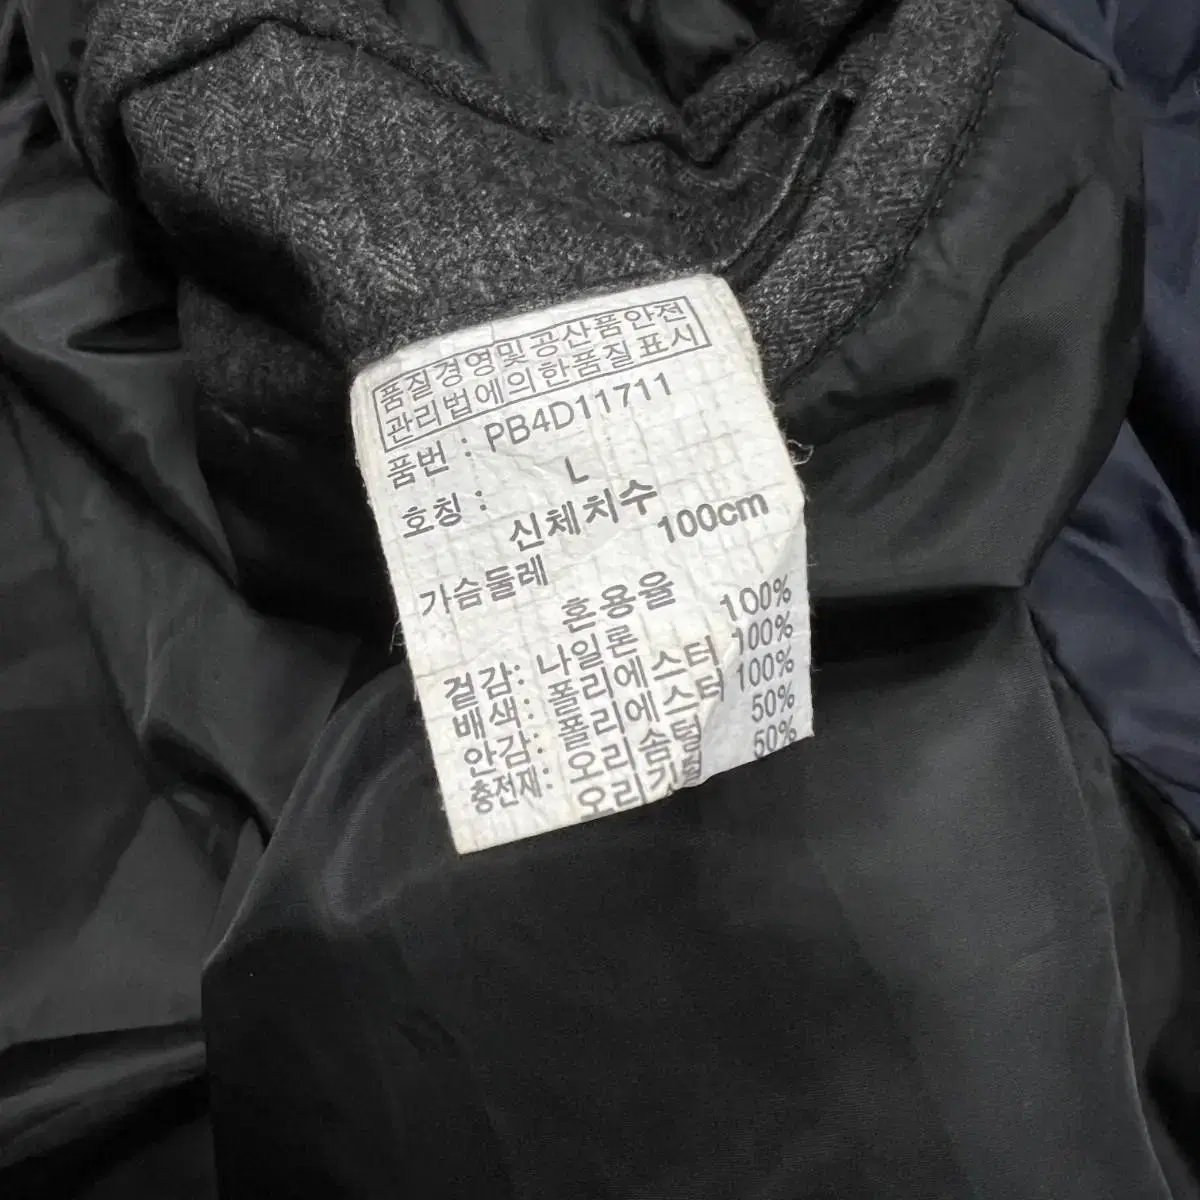 품질경영및공산품안전
관리법에의한품질표시
품번 : PB4D11711
호칭 : L
신체치수
가슴둘레 100cm
혼용율
겉감: 나일론 100%
배색: 폴리에스터 100%
안감: 폴리에스터 100%
충전재: 오리솜털 50%
오리깃털 50%